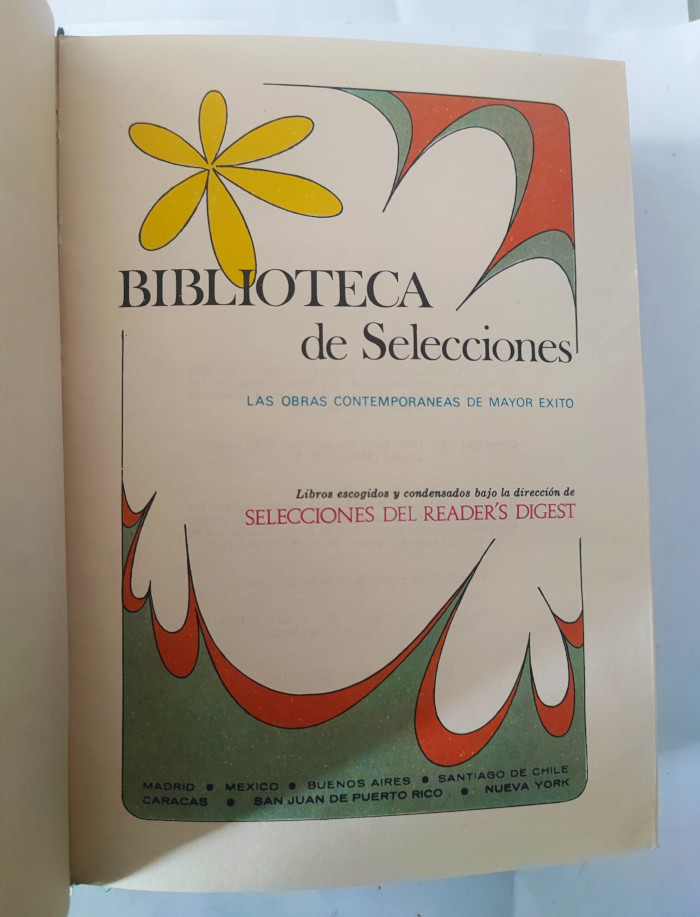 BIBLIOTECA
de Selecciones
LAS OBRAS CONTEMPORANEAS DE MAYOR EXITO
Libros escogidos y condensados bajo la dirección de
SELECCIONES DEL READER'S DIGEST
MADRID • MEXICO • BUENOS AIRES • SANTIAGO DE CHILE
CARACAS • SAN JUAN DE PUERTO RICO • NUEVA YORK